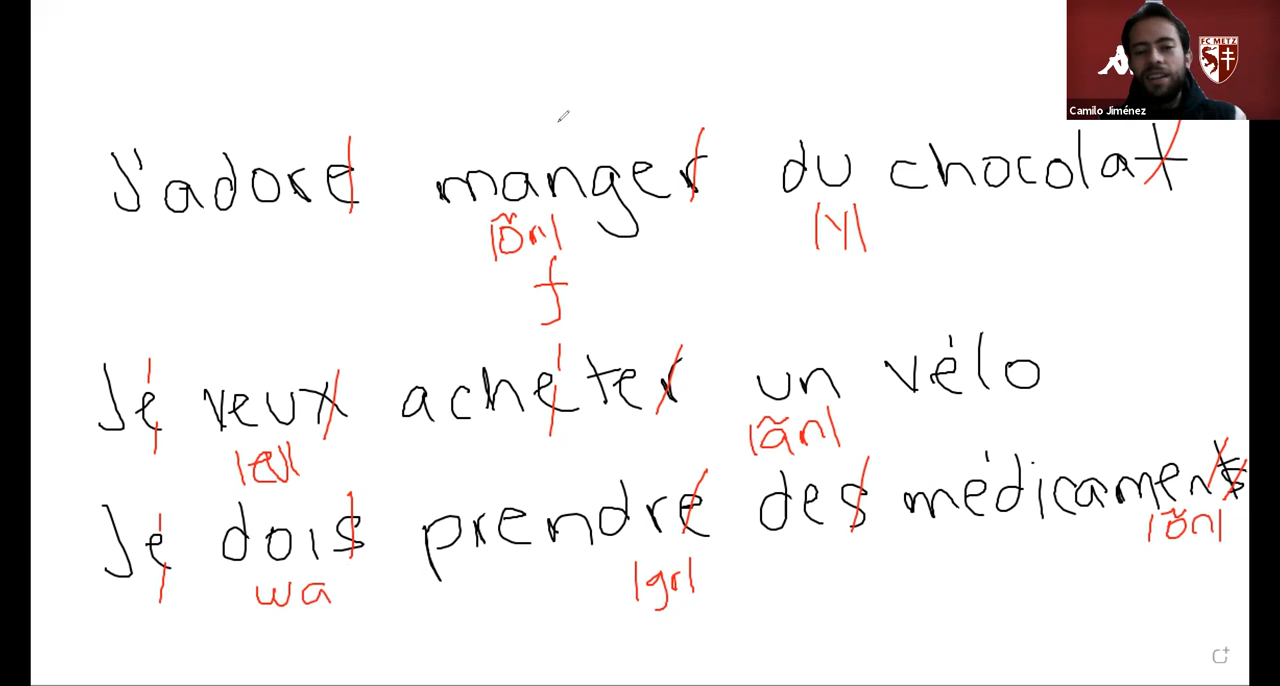 FC METZ
Camilo Jiménez
J'adore manger du chocolat
|õn| |y|
Je veux acheter un vélo
|ãn|
Je dois prendre des médicaments
wa |gr| |õn|